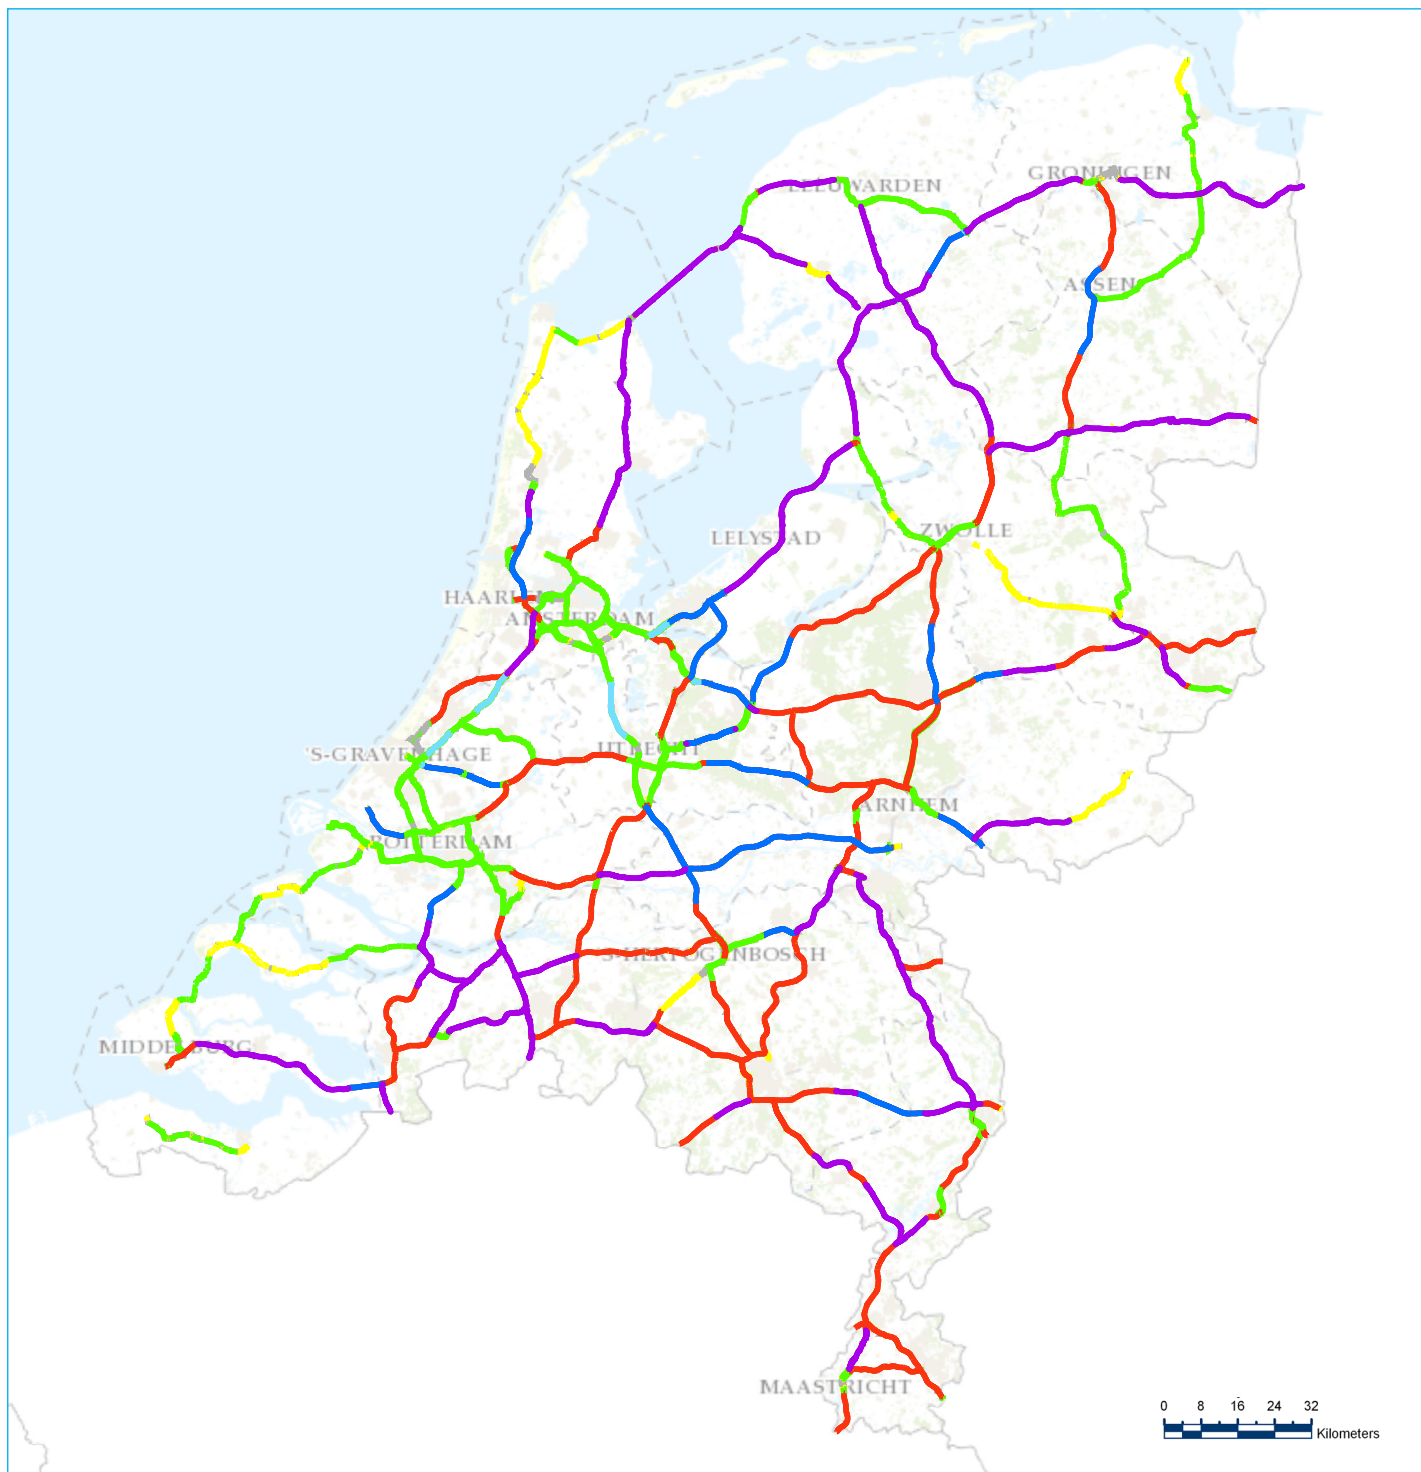 GRONINGEN
LEEUWARDEN
ASSEN
ZWOLLE
LELYSTAD
HAARLEM
AMSTERDAM
'S-GRAVENHAGE
UTRECHT
ARNHEM
ROTTERDAM
'S-HERTOGENBOSCH
MIDDELBURG
MAASTRICHT
0 8 16 24 32
Kilometers